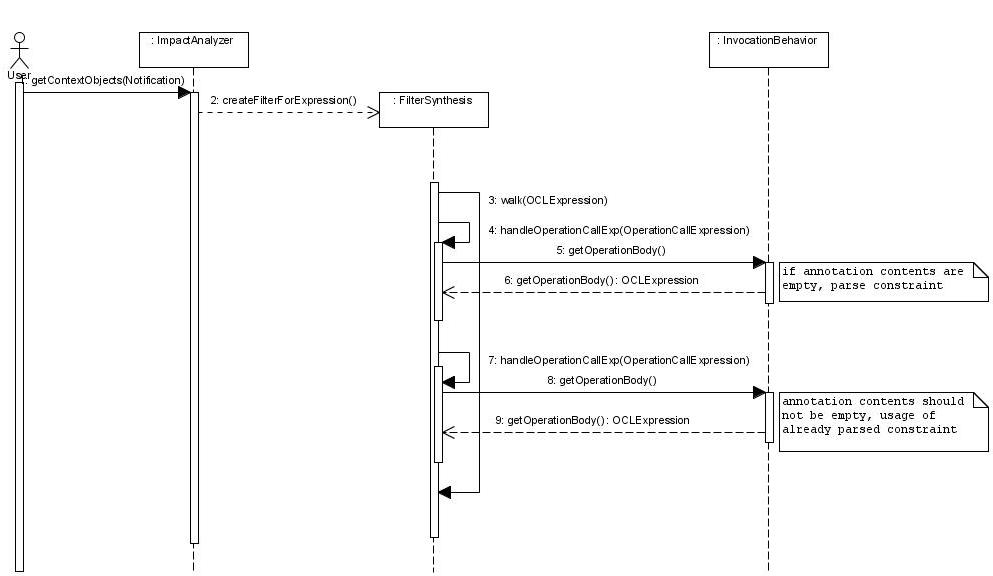 : ImpactAnalyzer
: InvocationBehavior
User
: getContextObjects(Notification)
2: createFilterForExpression()
: FilterSynthesis
3: walk(OCLExpression)
4: handleOperationCallExp(OperationCallExpression)
5: getOperationBody()
6: getOperationBody() : OCLExpression
if annotation contents are
empty, parse constraint
7: handleOperationCallExp(OperationCallExpression)
8: getOperationBody()
9: getOperationBody() : OCLExpression
annotation contents should
not be empty, usage of
already parsed constraint